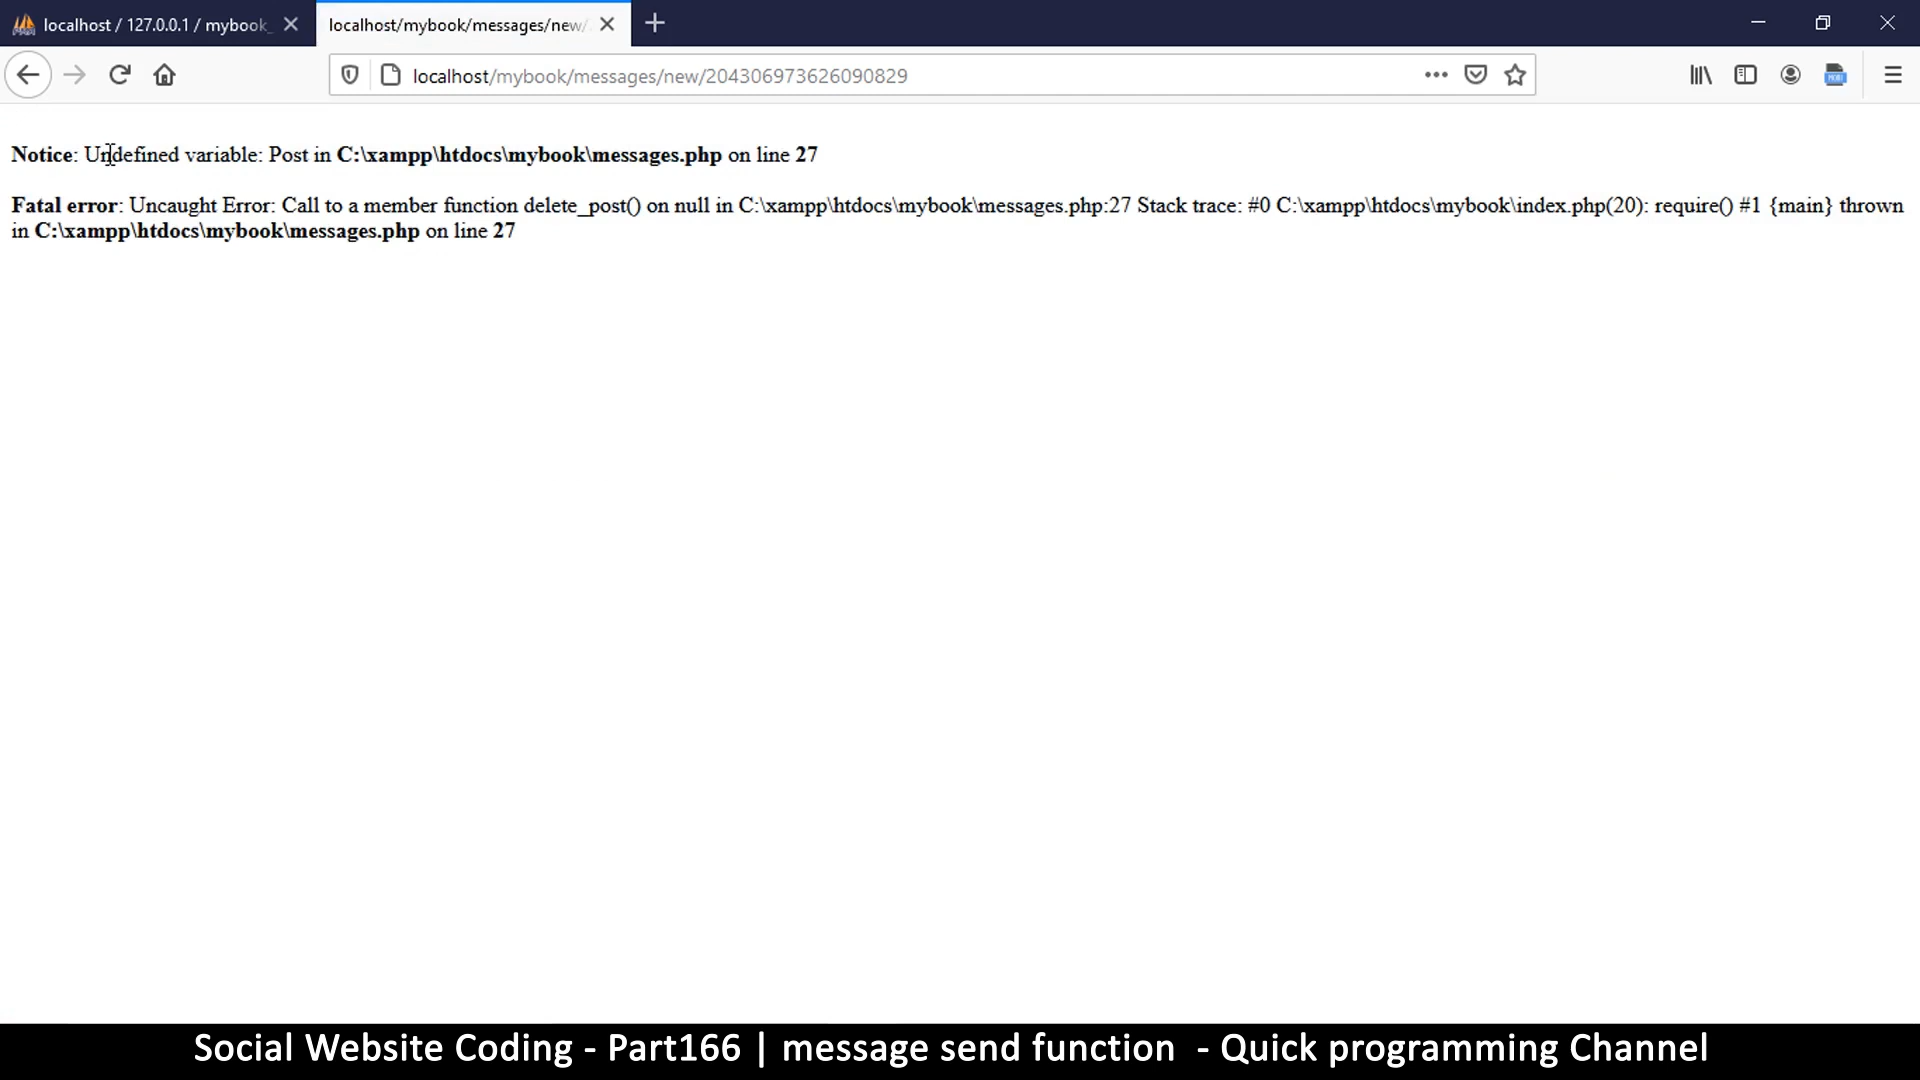 localhost / 127.0.0.1 / mybook_
localhost/mybook/messages/new/
localhost/mybook/messages/new/204306973626090829
Notice: Undefined variable: Post in C:\xampp\htdocs\mybook\messages.php on line 27
Fatal error: Uncaught Error: Call to a member function delete_post() on null in C:\xampp\htdocs\mybook\messages.php:27 Stack trace: #0 C:\xampp\htdocs\mybook\index.php(20): require() #1 {main} thrown
in C:\xampp\htdocs\mybook\messages.php on line 27
Social Website Coding - Part166 | message send function - Quick programming Channel